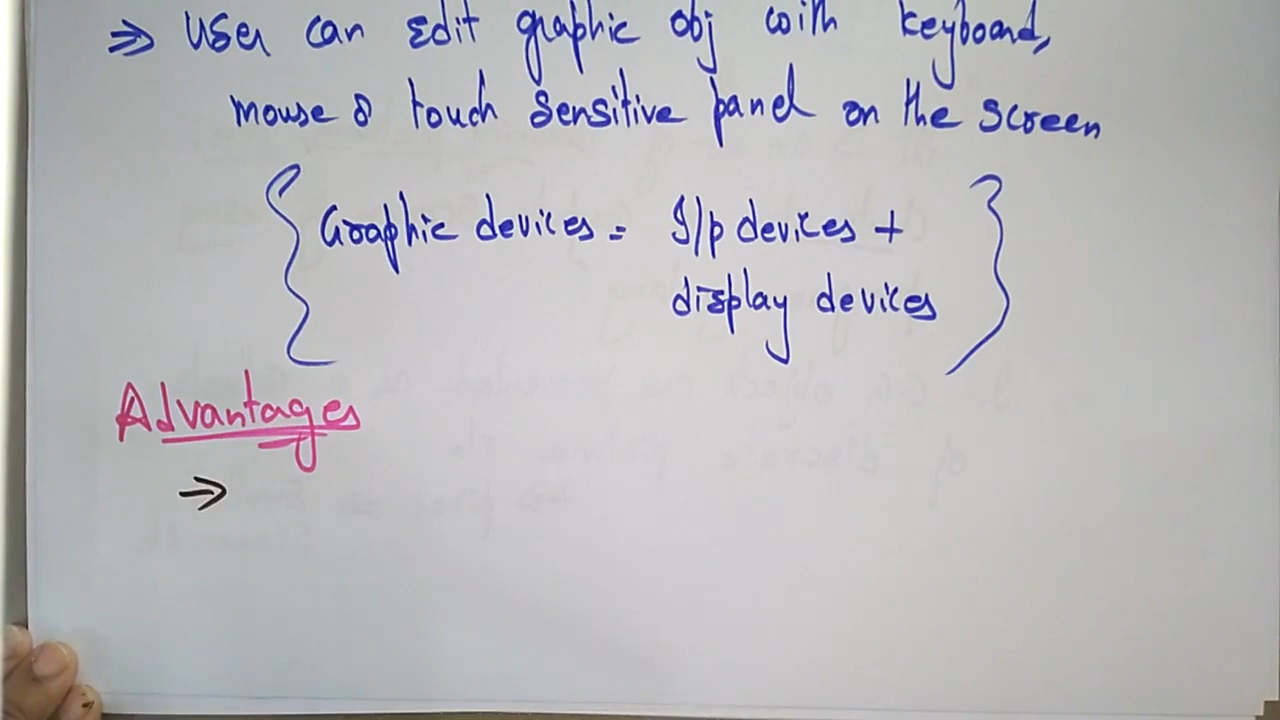 ⇒ User can edit graphic obj with keyboard,
mouse & touch sensitive panel on the screen
{ Graphic devices = I/p devices +
display devices }
Advantages
→